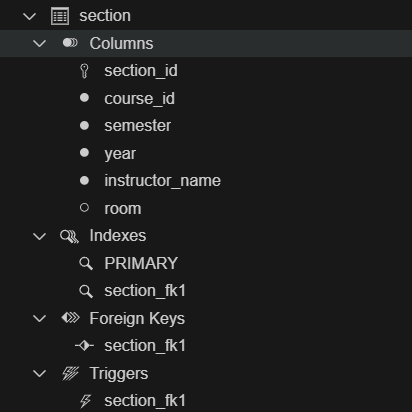 section
Columns
section_id
course_id
semester
year
instructor_name
room
Indexes
PRIMARY
section_fk1
Foreign Keys
section_fk1
Triggers
section_fk1